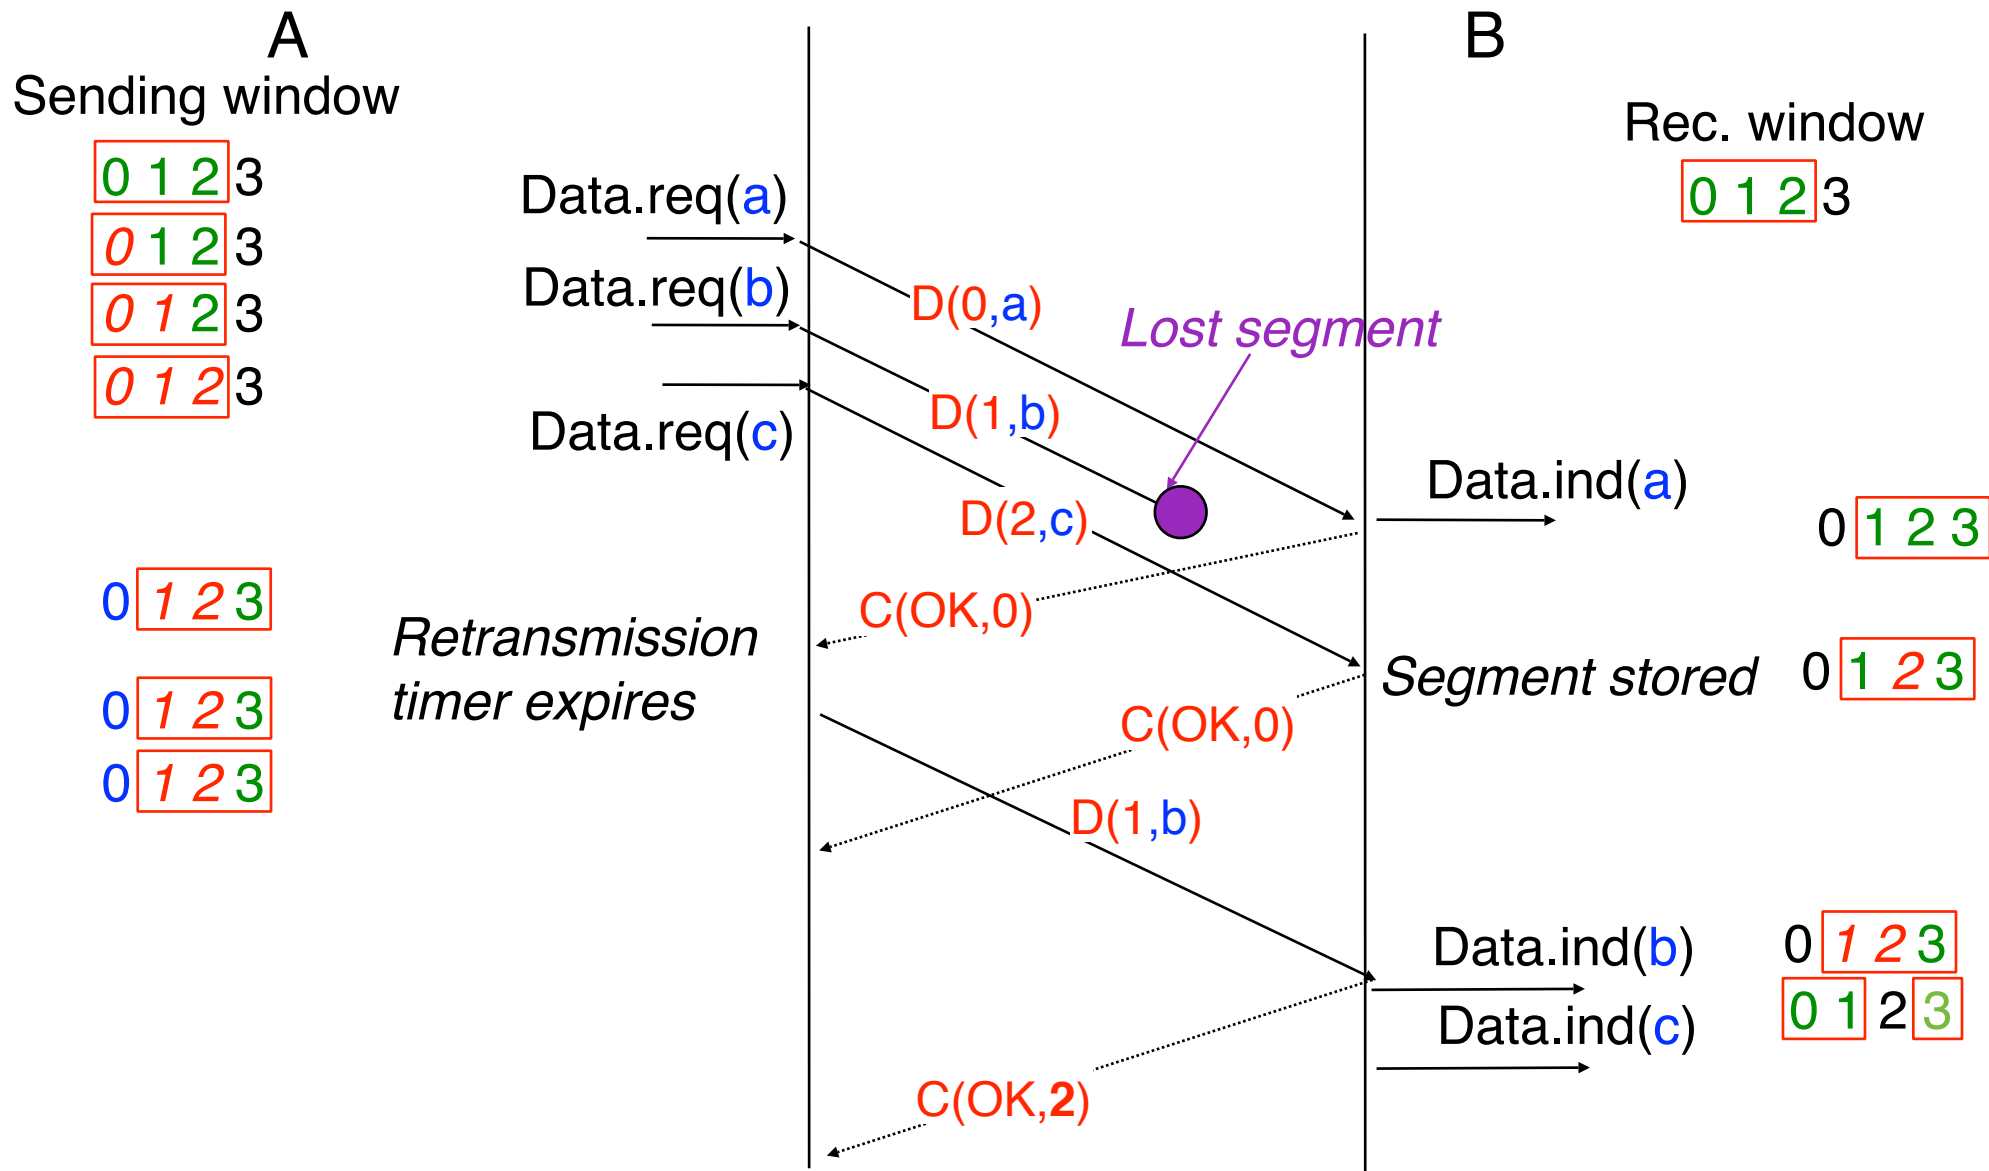 A
B
Sending window
Rec. window
0 1 2 3
Data.req(a)
0 1 2 3
0 1 2 3
Data.req(b)
D(0,a)
0 1 2 3
Lost segment
0 1 2 3
D(1,b)
Data.req(c)
Data.ind(a)
D(2,c)
0 1 2 3
0 1 2 3
C(OK,0)
Retransmission
timer expires
Segment stored
0 1 2 3
0 1 2 3
C(OK,0)
0 1 2 3
D(1,b)
Data.ind(b)
0 1 2 3
Data.ind(c)
0 1 2 3
C(OK,2)